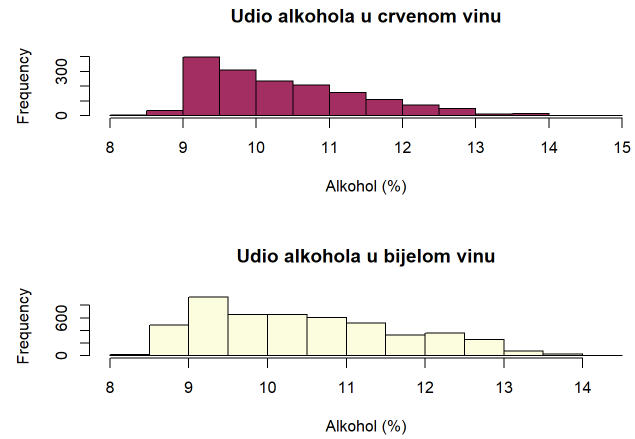 Udio alkohola u crvenom vinu
Frequency
300
0
8 9 10 11 12 13 14 15
Alkohol (%)
Udio alkohola u bijelom vinu
Frequency
600
0
8 9 10 11 12 13 14
Alkohol (%)